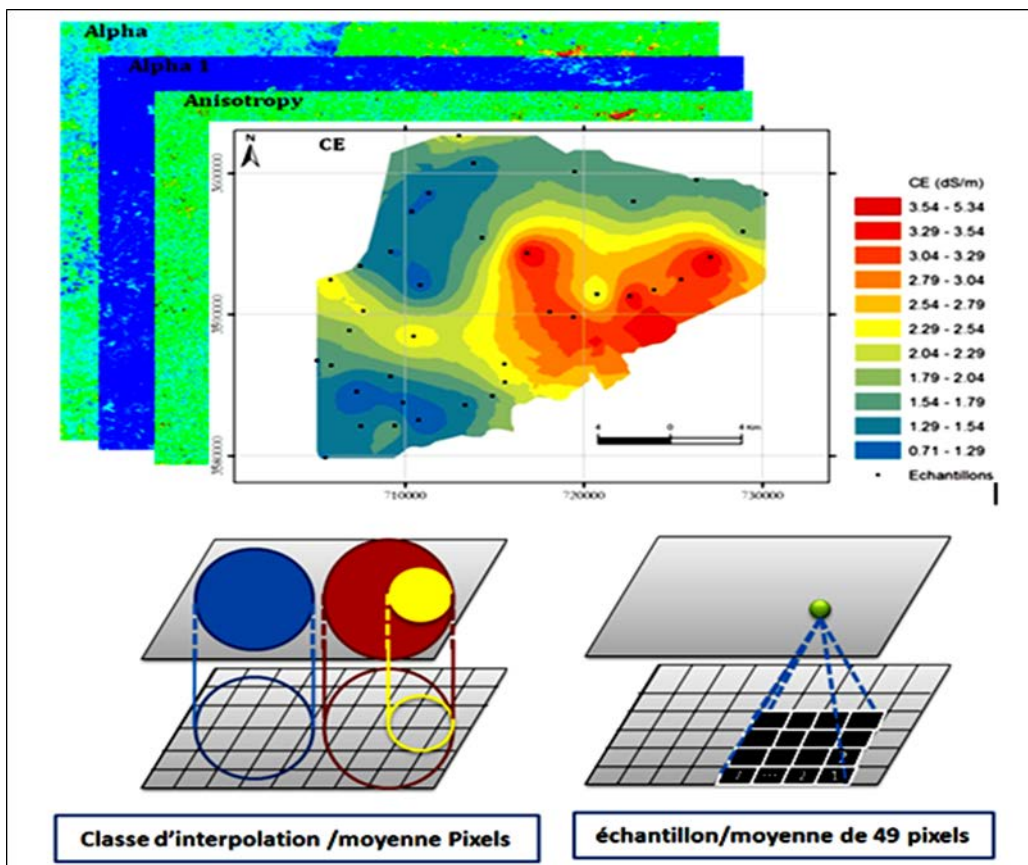 Alpha
Alpha 1
Anisotropy
N
CE
CE (dS/m)
3.54 - 5.34
3.29 - 3.54
3.04 - 3.29
2.79 - 3.04
2.54 - 2.79
2.29 - 2.54
2.04 - 2.29
1.79 - 2.04
1.54 - 1.79
1.29 - 1.54
0.71 - 1.29
Echantillons
4 0 4 Km
710000 720000 730000
Classe d'interpolation /moyenne Pixels
échantillon/moyenne de 49 pixels